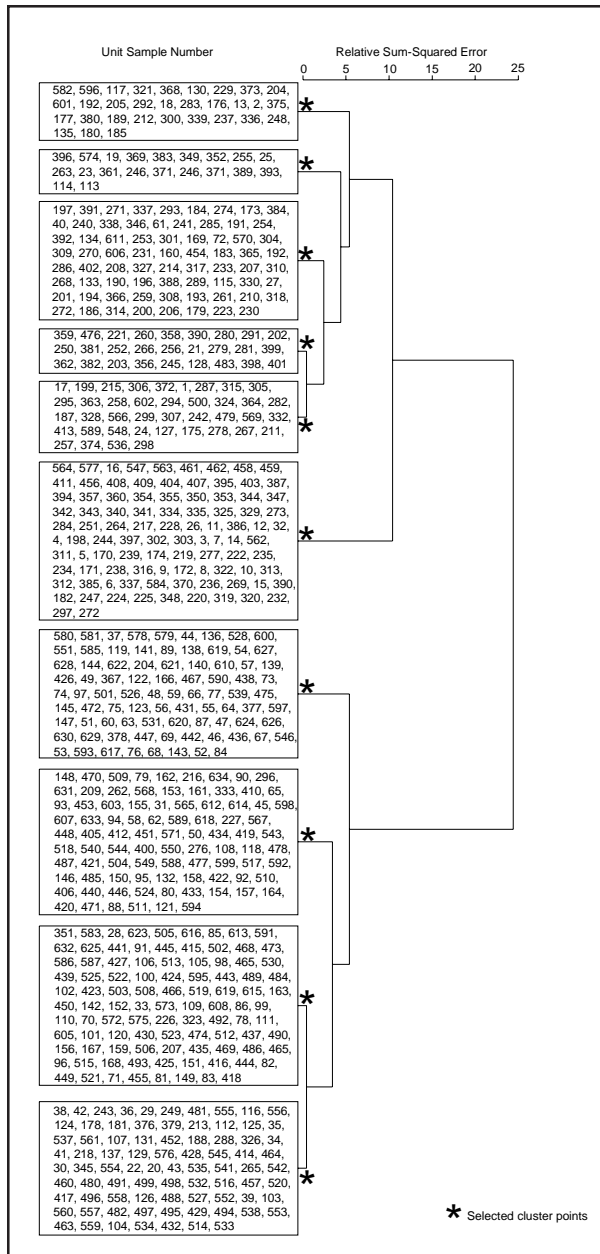 Unit Sample Number
Relative Sum-Squared Error
0 5 10 15 20 25
582, 596, 117, 321, 368, 130, 229, 373, 204,
601, 192, 205, 292, 18, 283, 176, 13, 2, 375,
177, 380, 189, 212, 300, 339, 237, 336, 248,
135, 180, 185
396, 574, 19, 369, 383, 349, 352, 255, 25,
263, 23, 361, 246, 371, 246, 371, 389, 393,
114, 113
197, 391, 271, 337, 293, 184, 274, 173, 384,
40, 240, 338, 346, 61, 241, 285, 191, 254,
392, 134, 611, 253, 301, 169, 72, 570, 304,
309, 270, 606, 231, 160, 454, 183, 365, 192,
286, 402, 208, 327, 214, 317, 233, 207, 310,
268, 133, 190, 196, 388, 289, 115, 330, 27,
201, 194, 366, 259, 308, 193, 261, 210, 318,
272, 186, 314, 200, 206, 179, 223, 230
359, 476, 221, 260, 358, 390, 280, 291, 202,
250, 381, 252, 266, 256, 21, 279, 281, 399,
362, 382, 203, 356, 245, 128, 483, 398, 401
17, 199, 215, 306, 372, 1, 287, 315, 305,
295, 363, 258, 602, 294, 500, 324, 364, 282,
187, 328, 566, 299, 307, 242, 479, 569, 332,
413, 589, 548, 24, 127, 175, 278, 267, 211,
257, 374, 536, 298
564, 577, 16, 547, 563, 461, 462, 458, 459,
411, 456, 408, 409, 404, 407, 395, 403, 387,
394, 357, 360, 354, 355, 350, 353, 344, 347,
342, 343, 340, 341, 334, 335, 325, 329, 273,
284, 251, 264, 217, 228, 26, 11, 386, 12, 32,
4, 198, 244, 397, 302, 303, 3, 7, 14, 562,
311, 5, 170, 239, 174, 219, 277, 222, 235,
234, 171, 238, 316, 9, 172, 8, 322, 10, 313,
312, 385, 6, 337, 584, 370, 236, 269, 15, 390,
182, 247, 224, 225, 348, 220, 319, 320, 232,
297, 272
580, 581, 37, 578, 579, 44, 136, 528, 600,
551, 585, 119, 141, 89, 138, 619, 54, 627,
628, 144, 622, 204, 621, 140, 610, 57, 139,
426, 49, 367, 122, 166, 467, 590, 438, 73,
74, 97, 501, 526, 48, 59, 66, 77, 539, 475,
145, 472, 75, 123, 56, 431, 55, 64, 377, 597,
147, 51, 60, 63, 531, 620, 87, 47, 624, 626,
630, 629, 378, 447, 69, 442, 46, 436, 67, 546,
53, 593, 617, 76, 68, 143, 52, 84
148, 470, 509, 79, 162, 216, 634, 90, 296,
631, 209, 262, 568, 153, 161, 333, 410, 65,
93, 453, 603, 155, 31, 565, 612, 614, 45, 598,
607, 633, 94, 58, 62, 589, 618, 227, 567,
448, 405, 412, 451, 571, 50, 434, 419, 543,
518, 540, 544, 400, 550, 276, 108, 118, 478,
487, 421, 504, 549, 588, 477, 599, 517, 592,
146, 485, 150, 95, 132, 158, 422, 92, 510,
406, 440, 446, 524, 80, 433, 154, 157, 164,
420, 471, 88, 511, 121, 594
351, 583, 28, 623, 505, 616, 85, 613, 591,
632, 625, 441, 91, 445, 415, 502, 468, 473,
586, 587, 427, 106, 513, 105, 98, 465, 530,
439, 525, 522, 100, 424, 595, 443, 489, 484,
102, 423, 503, 508, 466, 519, 619, 615, 163,
450, 142, 152, 33, 573, 109, 608, 86, 99,
110, 70, 572, 575, 226, 323, 492, 78, 111,
605, 101, 120, 430, 523, 474, 512, 437, 490,
156, 167, 159, 506, 207, 435, 469, 486, 465,
96, 515, 168, 493, 425, 151, 416, 444, 82,
449, 521, 71, 455, 81, 149, 83, 418
38, 42, 243, 36, 29, 249, 481, 555, 116, 556,
124, 178, 181, 376, 379, 213, 112, 125, 35,
537, 561, 107, 131, 452, 188, 288, 326, 34,
41, 218, 137, 129, 576, 428, 545, 414, 464,
30, 345, 554, 22, 20, 43, 535, 541, 265, 542,
460, 480, 491, 499, 498, 532, 516, 457, 520,
417, 496, 558, 126, 488, 527, 552, 39, 103,
560, 557, 482, 497, 495, 429, 494, 538, 553,
463, 559, 104, 534, 432, 514, 533
* Selected cluster points